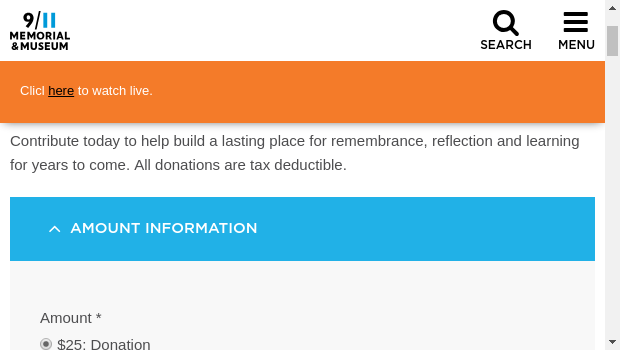 9/11
MEMORIAL
& MUSEUM
SEARCH
MENU
Clicl here to watch live.
Contribute today to help build a lasting place for remembrance, reflection and learning
for years to come. All donations are tax deductible.
AMOUNT INFORMATION
Amount *
$25: Donation